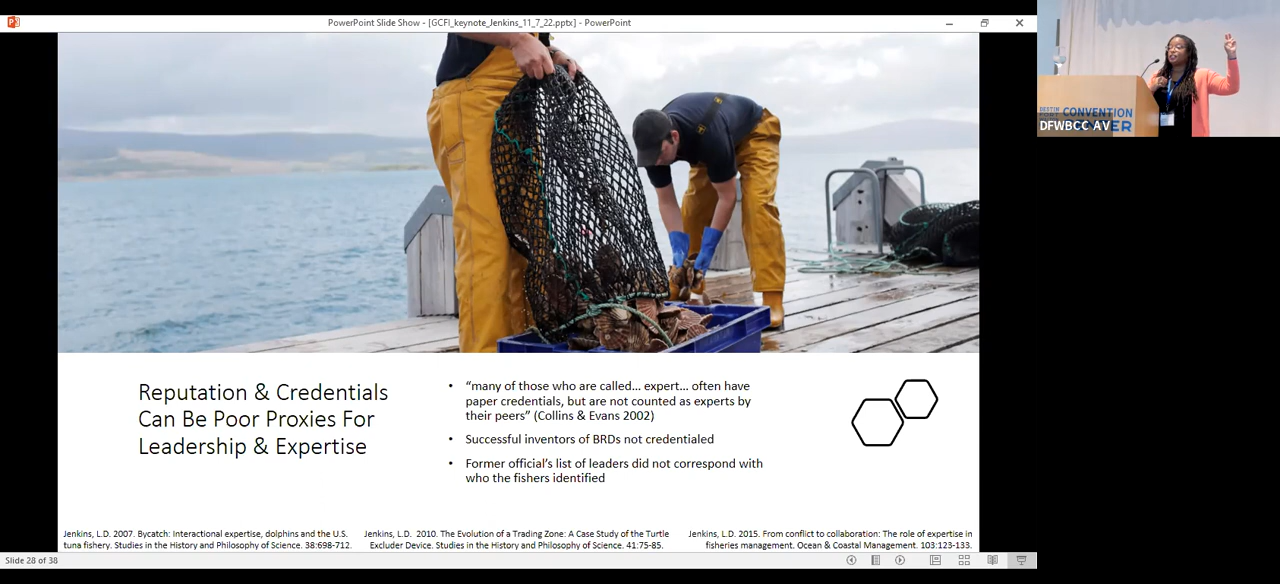 PowerPoint Slide Show - [GCFI_keynote_Jenkins_11_7_22.pptx] - PowerPoint
CONVENTION
DFWBCC AV
Reputation & Credentials
Can Be Poor Proxies For
Leadership & Expertise
• “many of those who are called... expert... often have
paper credentials, but are not counted as experts by
their peers” (Collins & Evans 2002)
• Successful inventors of BRDs not credentialed
• Former official’s list of leaders did not correspond with
who the fishers identified
Jenkins, L.D. 2007. Bycatch: Interactional expertise, dolphins and the U.S.
tuna fishery. Studies in the History and Philosophy of Science. 38:698-712.
Jenkins, L.D. 2010. The Evolution of a Trading Zone: A Case Study of the Turtle
Excluder Device. Studies in the History and Philosophy of Science. 41:75-85.
Jenkins, L.D. 2015. From conflict to collaboration: The role of expertise in
fisheries management. Ocean & Coastal Management. 103:123-133.
Slide 28 of 38